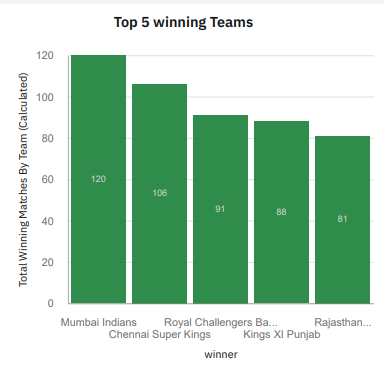 Top 5 winning Teams
Total Winning Matches By Team (Calculated)
120
100
80
60
40
20
0
120
106
91
88
81
Mumbai Indians
Chennai Super Kings
Royal Challengers Ba...
Kings XI Punjab
Rajasthan...
winner